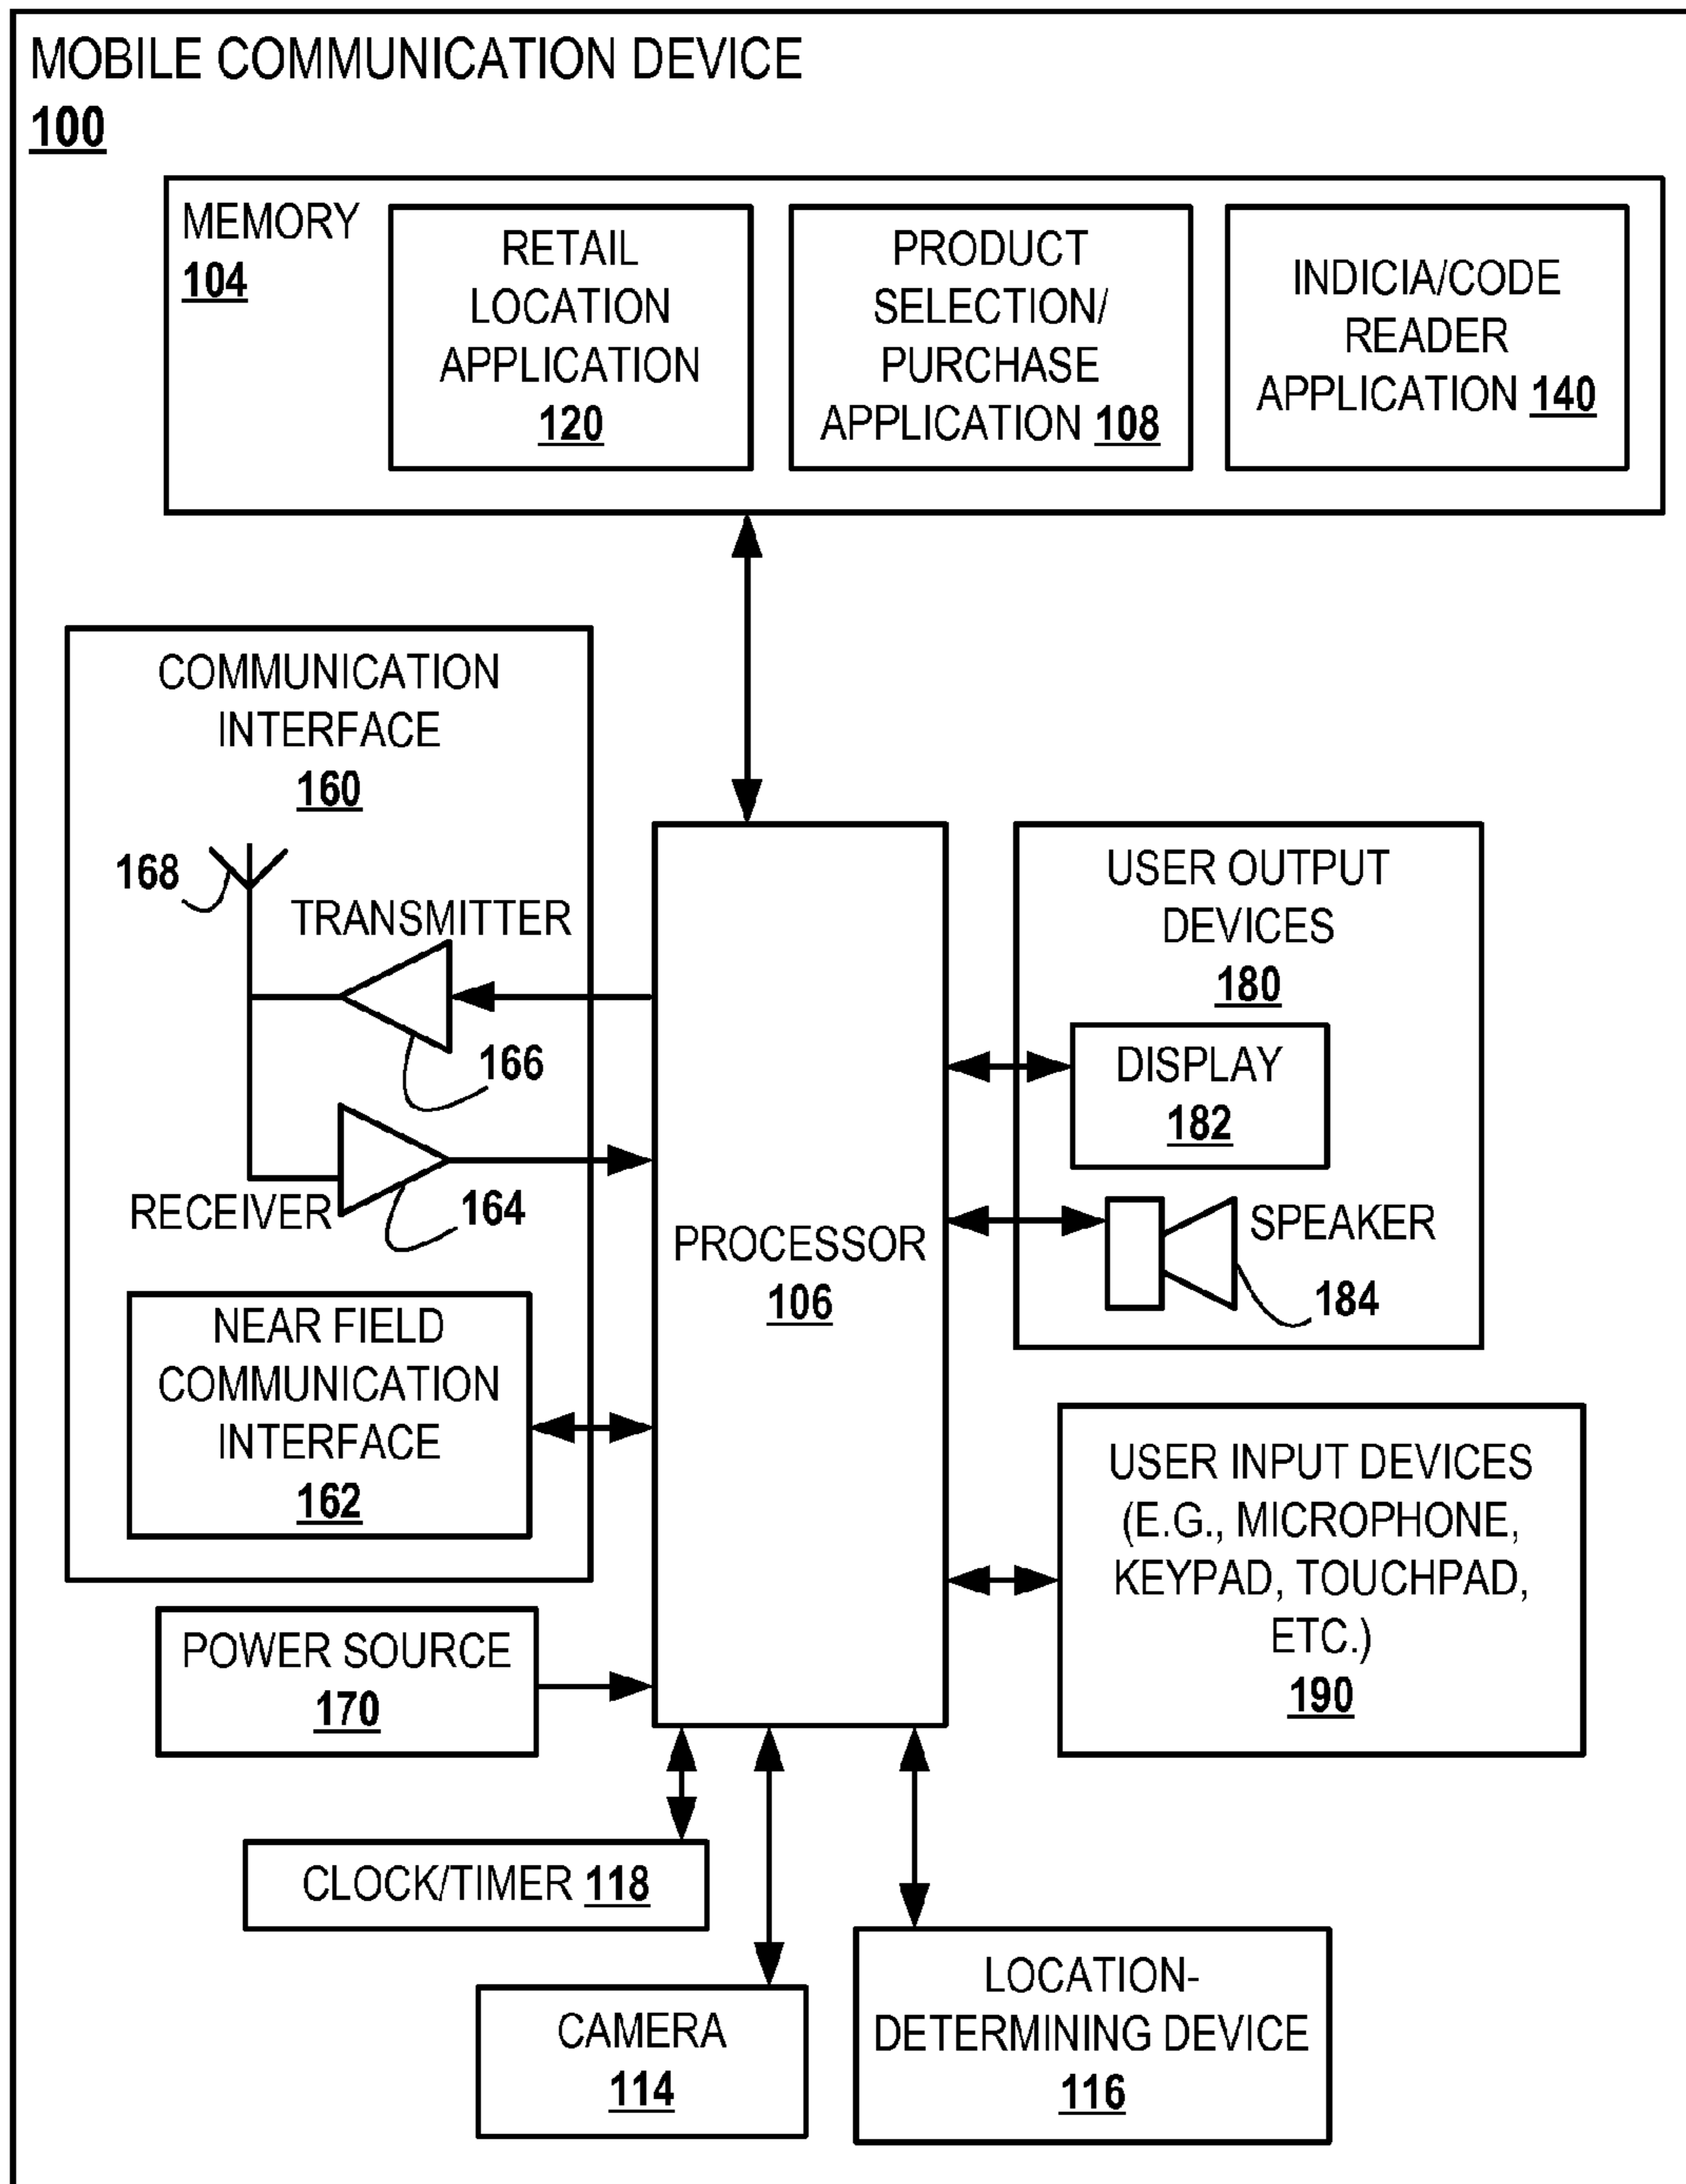 MOBILE COMMUNICATION DEVICE
100
MEMORY
104
RETAIL
LOCATION
APPLICATION
120
PRODUCT
SELECTION/
PURCHASE
APPLICATION 108
INDICIA/CODE
READER
APPLICATION 140
COMMUNICATION
INTERFACE
160
168
TRANSMITTER
166
RECEIVER
164
NEAR FIELD
COMMUNICATION
INTERFACE
162
PROCESSOR
106
USER OUTPUT
DEVICES
180
DISPLAY
182
SPEAKER
184
USER INPUT DEVICES
(E.G., MICROPHONE,
KEYPAD, TOUCHPAD,
ETC.)
190
POWER SOURCE
170
CLOCK/TIMER 118
CAMERA
114
LOCATION-
DETERMINING DEVICE
116